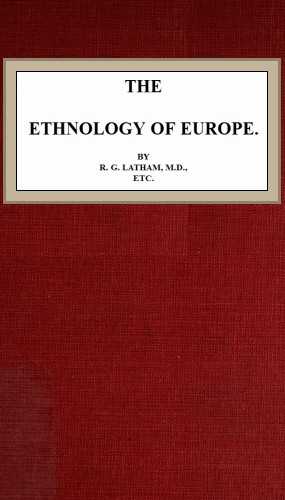 THE
ETHNOLOGY OF EUROPE.
BY
R. G. LATHAM, M.D.,
ETC.